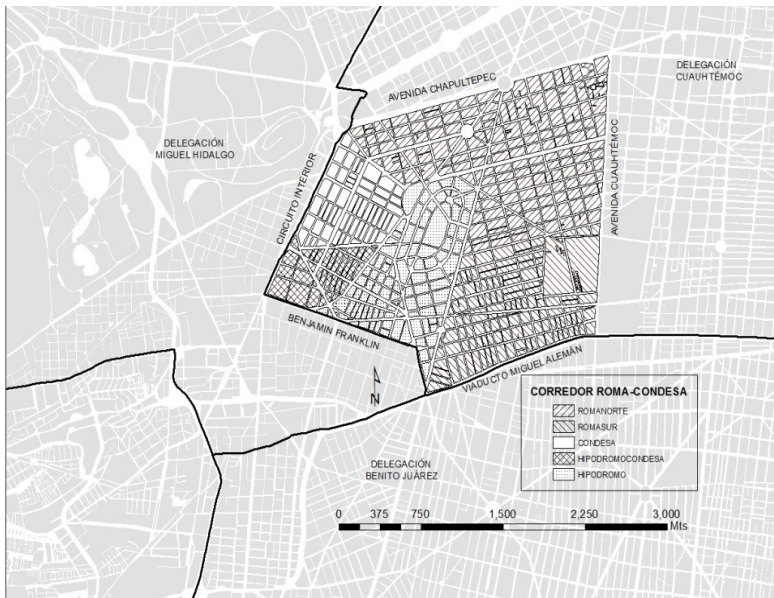 DELEGACIÓN
CUAUHTÉMOC
AVENIDA CHAPULTEPEC
DELEGACIÓN
MIGUEL HIDALGO
CIRCUITO INTERIOR
AVENIDA CUAUHTÉMOC
BENJAMIN FRANKLIN
VIADUCTO MIGUEL ALEMÁN
N
CORREDOR ROMA-CONDESA
ROMANORTE
ROMASUR
CONDESA
HIPODROMOCONDESA
HIPODROMO
DELEGACIÓN
BENITO JUÁREZ
0 375 750 1,500 2,250 3,000
Mts